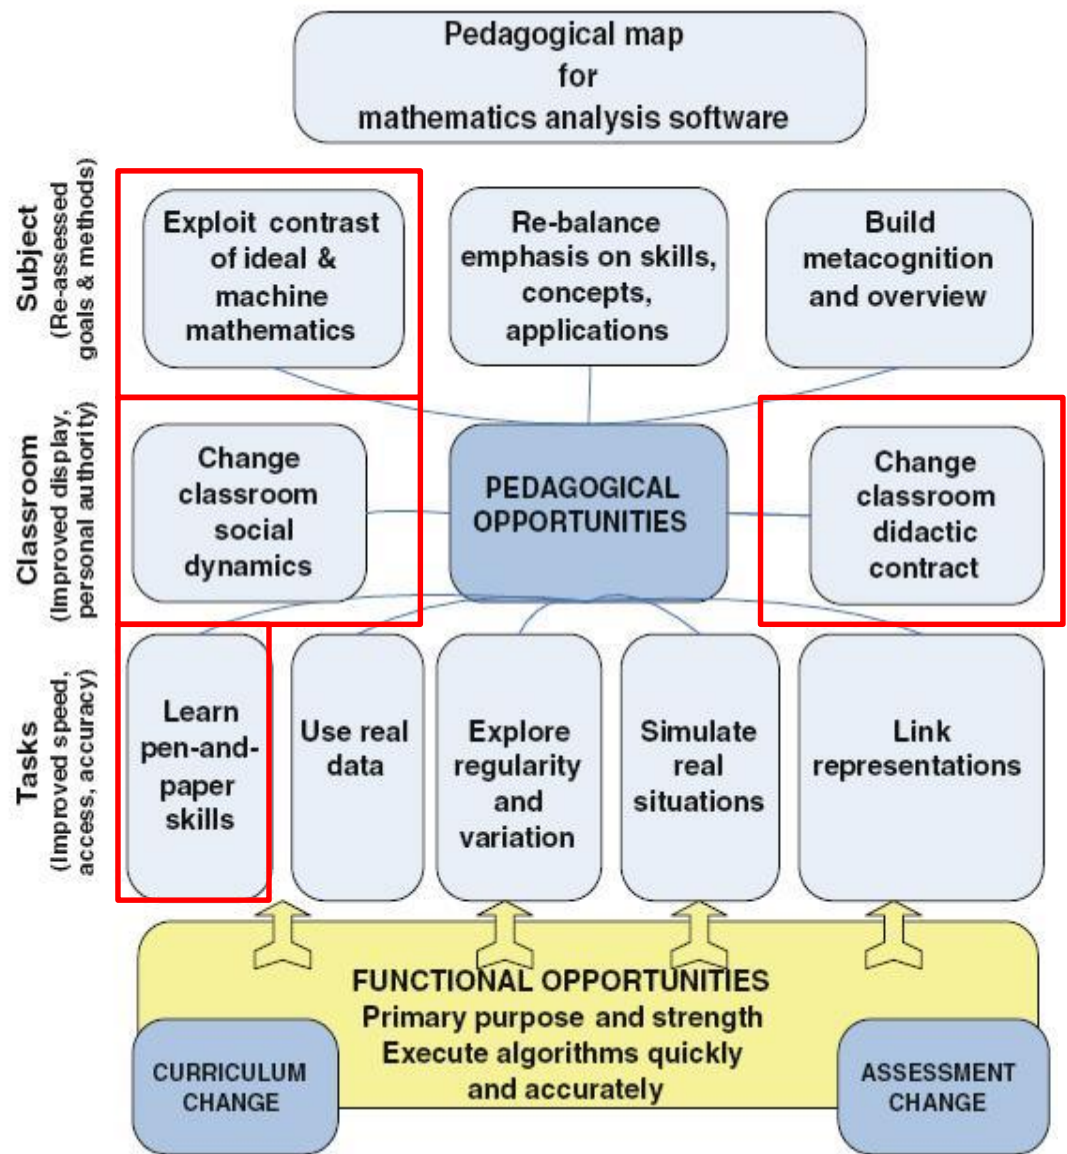 Pedagogical map
for
mathematics analysis software
Subject
(Re-assessed
goals & methods)
Exploit contrast
of ideal &
machine
mathematics
Re-balance
emphasis on skills,
concepts,
applications
Build
metacognition
and overview
Classroom
(Improved display,
personal authority)
Change
classroom
social
dynamics
PEDAGOGICAL
OPPORTUNITIES
Change
classroom
didactic
contract
Tasks
(Improved speed,
access, accuracy)
Learn
pen-and-
paper
skills
Use real
data
Explore
regularity
and
variation
Simulate
real
situations
Link
representations
FUNCTIONAL OPPORTUNITIES
Primary purpose and strength
Execute algorithms quickly
and accurately
CURRICULUM
CHANGE
ASSESSMENT
CHANGE